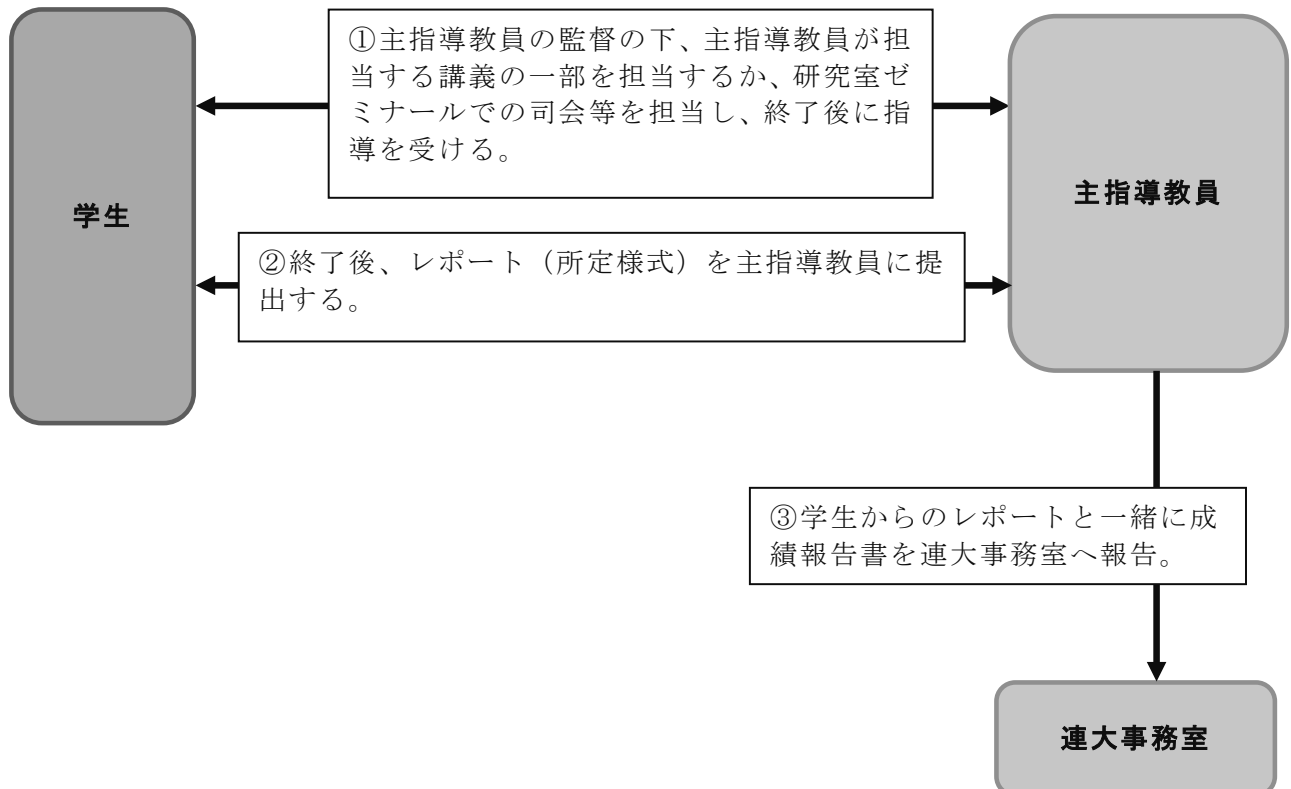 ①主指導教員の監督の下、主指導教員が担
当する講義の一部を担当するか、研究室ゼ
ミナールでの司会等を担当し、終了後に指
導を受ける。
学生
主指導教員
②終了後、レポート（所定様式）を主指導教員に提
出する。
③学生からのレポートと一緒に成
績報告書を連大事務室へ報告。
連大事務室